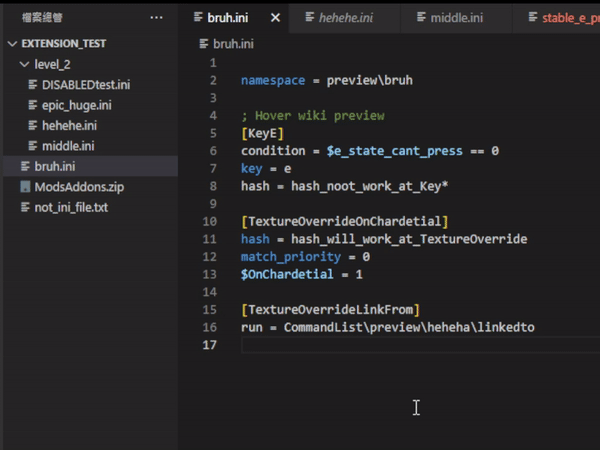 檔案總管 ...
EXTENSION_TEST
level_2
DISABLEDtest.ini
epic_huge.ini
hehehe.ini
middle.ini
bruh.ini
ModsAddons.zip
not_ini_file.txt
bruh.ini hehehe.ini middle.ini stable_e_pr
bruh.ini
1
2 namespace = preview\bruh
3
4 ; Hover wiki preview
5 [KeyE]
6 condition = $e_state_cant_press == 0
7 key = e
8 hash = hash_noot_work_at_Key*
9
10 [TextureOverrideOnChardetial]
11 hash = hash_will_work_at_TextureOverride
12 match_priority = 0
13 $OnChardetial = 1
14
15 [TextureOverrideLinkFrom]
16 run = CommandList\preview\heheha\linkedto
17